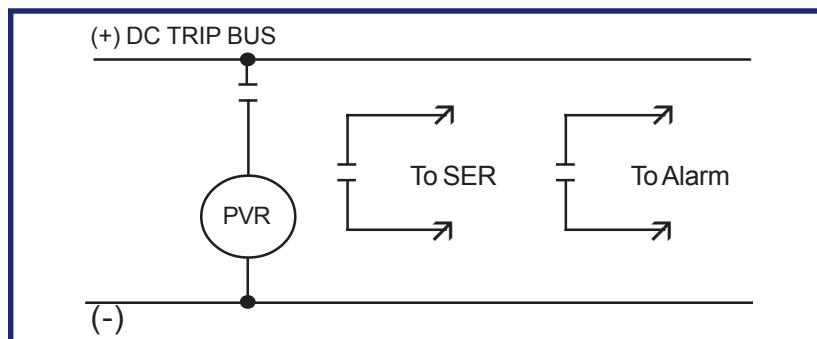 (+) DC TRIP BUS
To SER
To Alarm
PVR
(-)